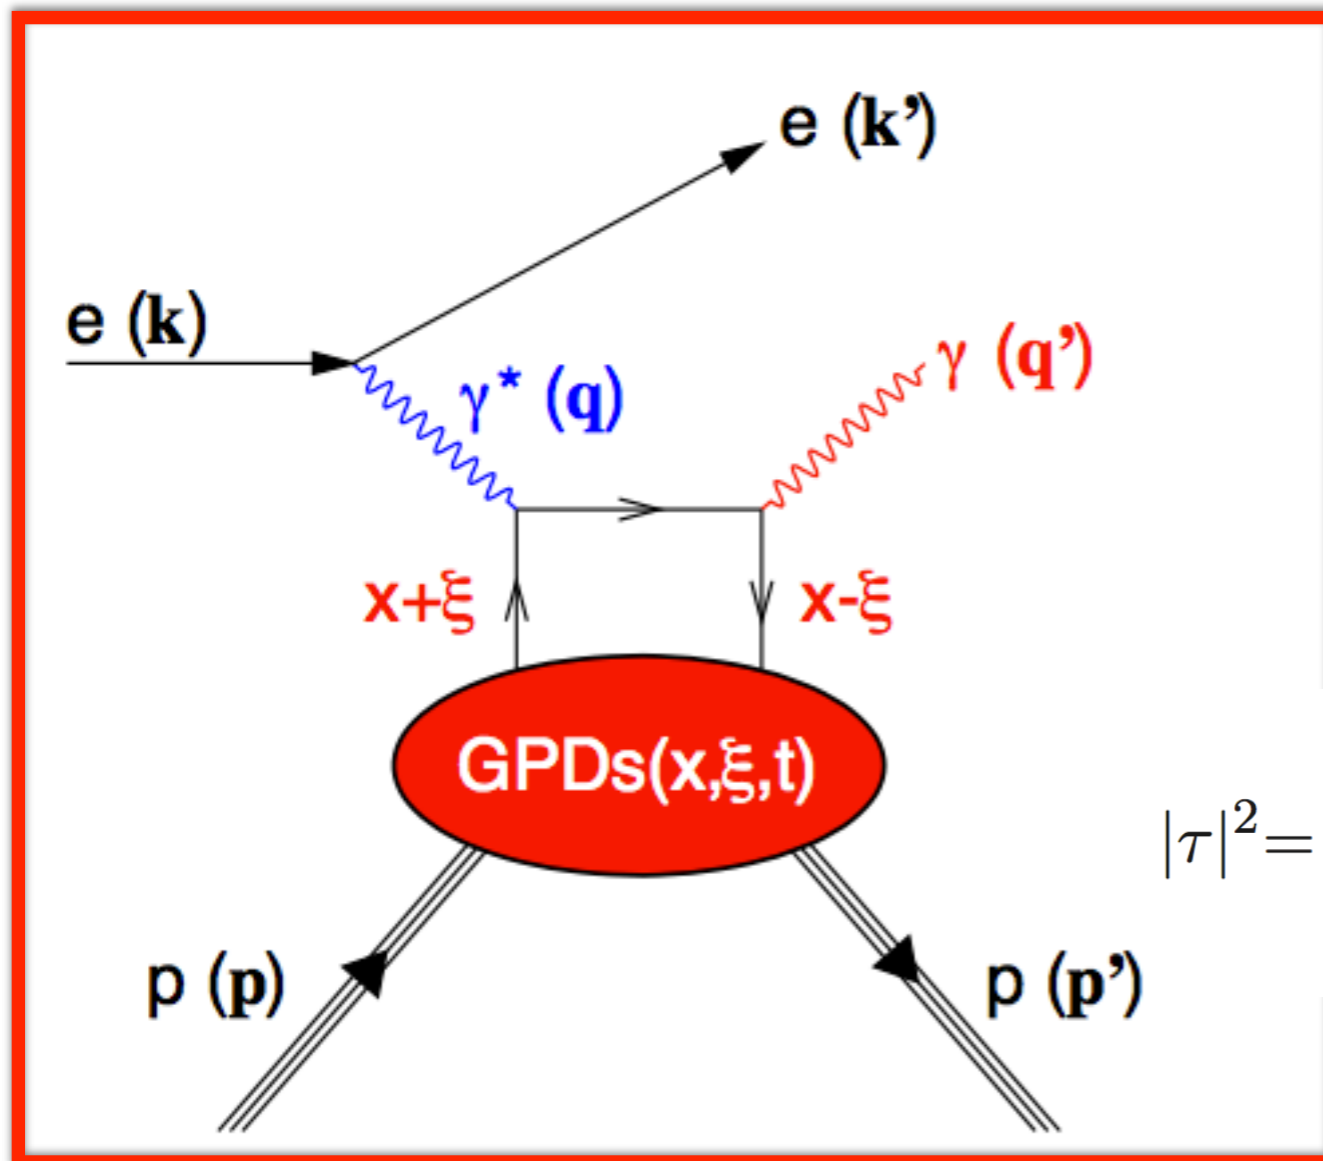 e (k')
e (k)
γ* (q)
γ (q')
x+ξ
x-ξ
GPDs(x,ξ,t)
|τ|²=
p (p)
p (p')